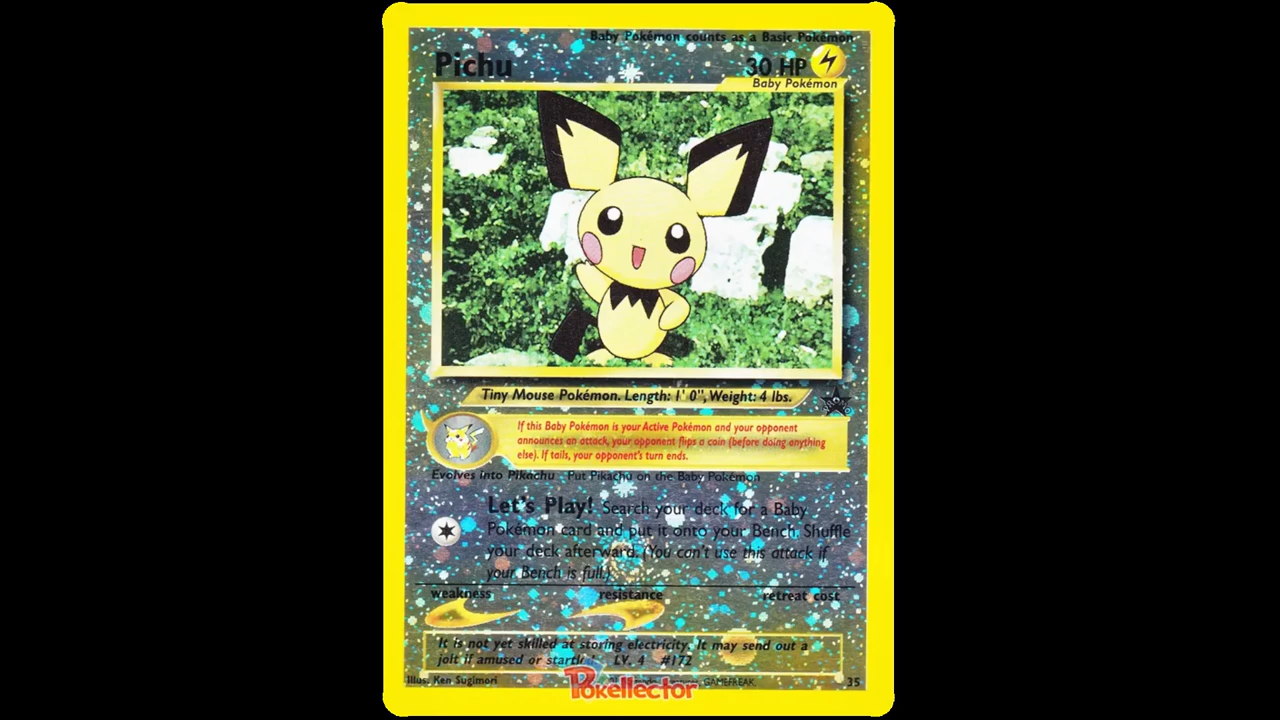 Baby Pokémon counts as a Basic Pokémon
Pichu
30 HP
Baby Pokémon
Tiny Mouse Pokémon. Length: 1' 0", Weight: 4 lbs.
If this Baby Pokémon is your Active Pokémon and your opponent
announces an attack, your opponent flips a coin (before doing anything
else). If tails, your opponent's turn ends.
Evolves into Pikachu Put Pikachu on the Baby Pokémon
Let's Play! Search your deck for a Baby
Pokémon card and put it onto your Bench. Shuffle
your deck afterward. (You can't use this attack if
your Bench is full.)
weakness resistance retreat cost
It is not yet skilled at storing electricity. It may send out a
jolt if amused or startled. LV. 4 #172
Illus. Ken Sugimori GAMEFREAK. 35
Pokellector